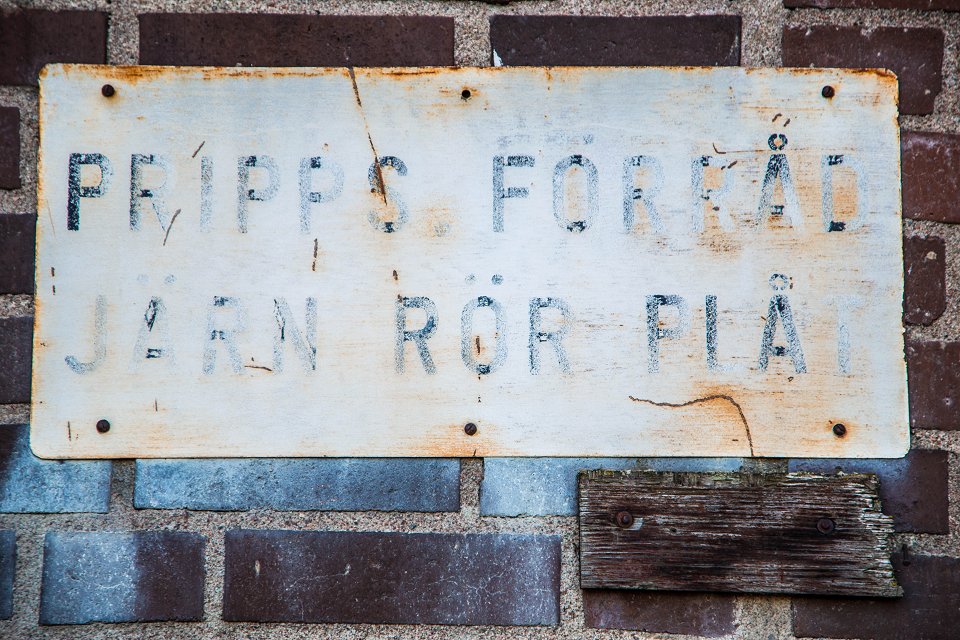 PRIPPS. FÖRRÅD
JÄRN RÖR PLÅT